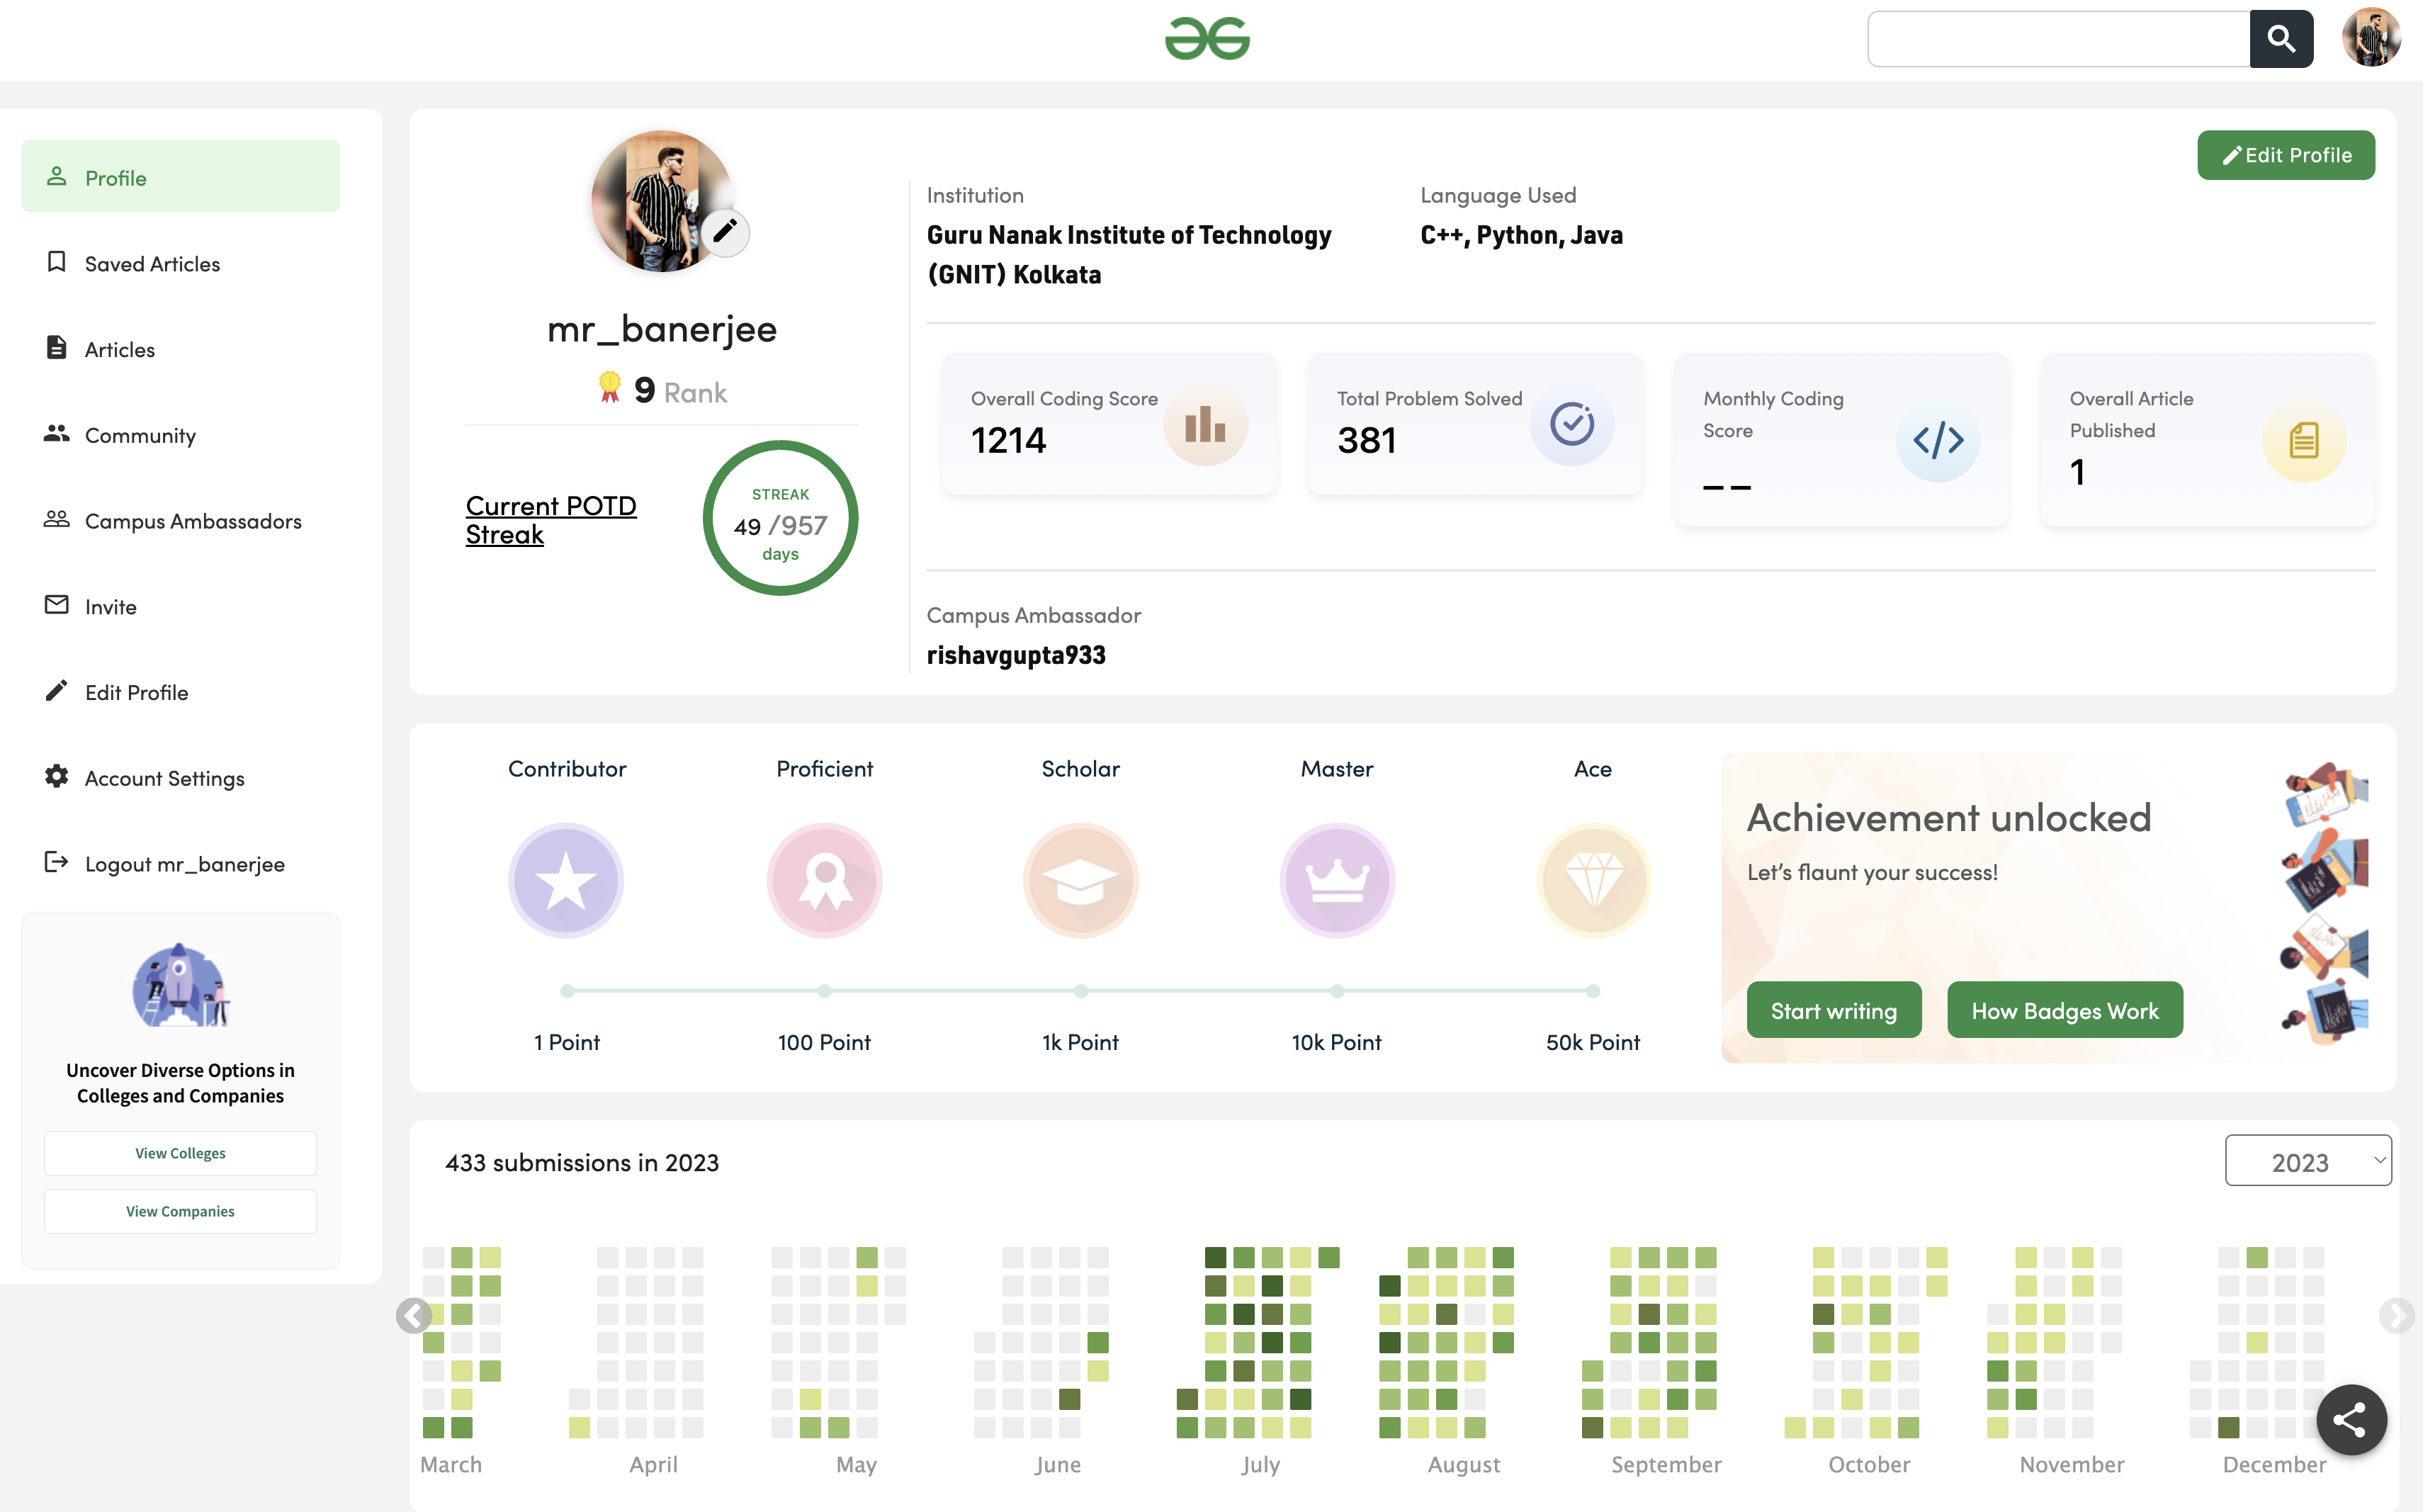 Profile
Saved Articles
Articles
Community
Campus Ambassadors
Invite
Edit Profile
Account Settings
Logout mr_banerjee
Uncover Diverse Options in
Colleges and Companies
View Colleges
View Companies
mr_banerjee
9 Rank
Current POTD
Streak
STREAK
49 /957
days
Edit Profile
Institution
Guru Nanak Institute of Technology
(GNIT) Kolkata
Language Used
C++, Python, Java
Overall Coding Score
1214
Total Problem Solved
381
Monthly Coding
Score
_ _
Overall Article
Published
1
Campus Ambassador
rishavgupta933
Contributor
Proficient
Scholar
Master
Ace
1 Point
100 Point
1k Point
10k Point
50k Point
Achievement unlocked
Let's flaunt your success!
Start writing
How Badges Work
433 submissions in 2023
2023
March
April
May
June
July
August
September
October
November
December